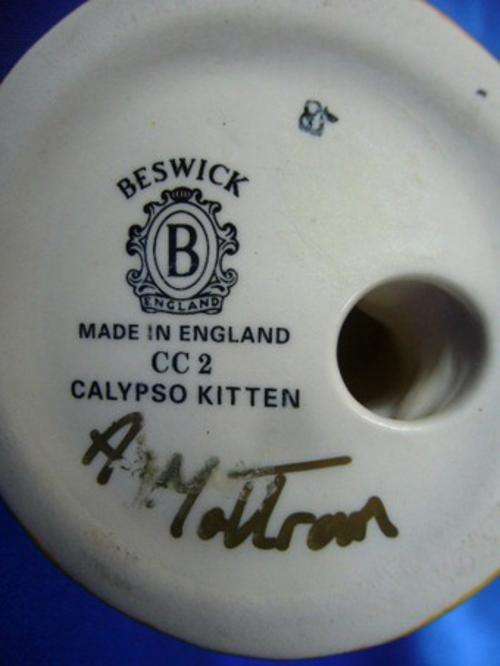 BESWICK
B
ENGLAND
MADE IN ENGLAND
CC 2
CALYPSO KITTEN
Mottram